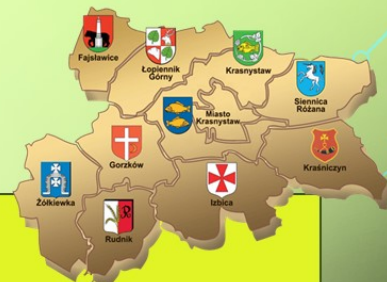 Fajsławice
Łopiennik
Górny
Krasnystaw
Siennica
Różana
Miasto
Krasnystaw
Gorzków
Kraśniczyn
Żółkiewka
Izbica
Rudnik